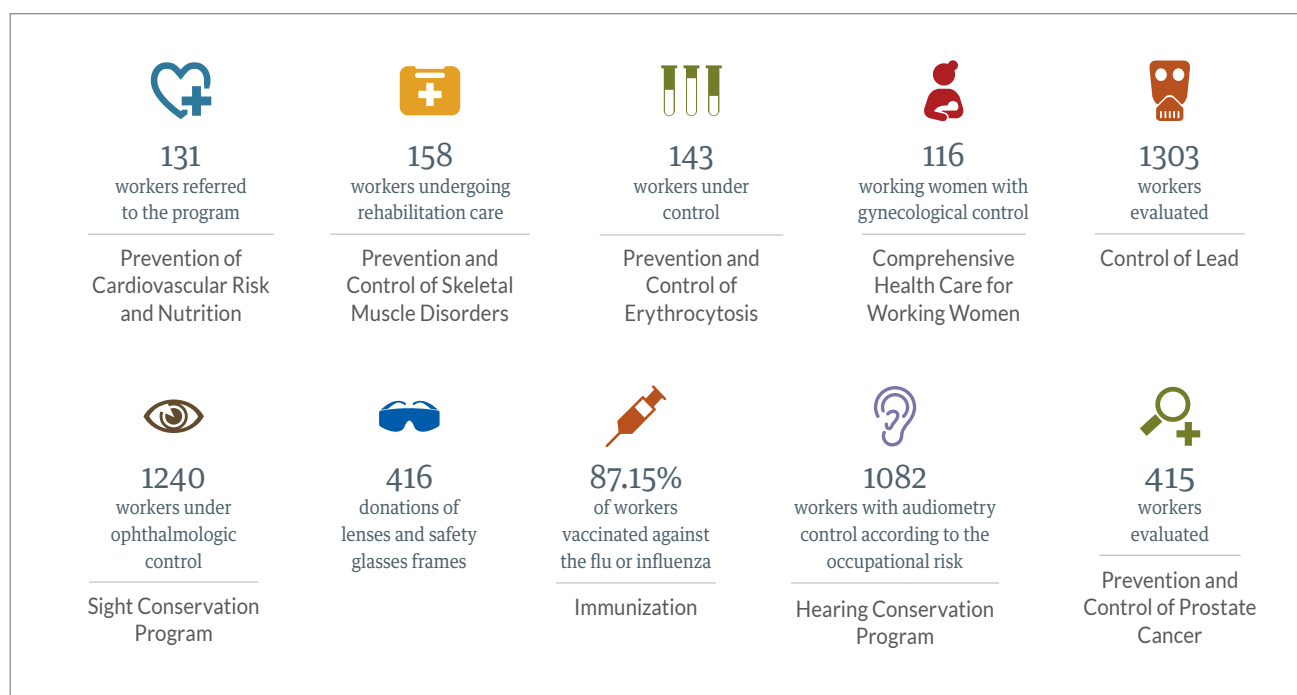 131
workers referred
to the program
Prevention of
Cardiovascular Risk
and Nutrition
158
workers undergoing
rehabilitation care
Prevention and
Control of Skeletal
Muscle Disorders
143
workers under
control
Prevention and
Control of
Erythrocytosis
116
working women with
gynecological control
Comprehensive
Health Care for
Working Women
1303
workers
evaluated
Control of Lead
1240
workers under
ophthalmologic
control
Sight Conservation
Program
416
donations of
lenses and safety
glasses frames
87.15%
of workers
vaccinated against
the flu or influenza
Immunization
1082
workers with audiometry
control according to the
occupational risk
Hearing Conservation
Program
415
workers
evaluated
Prevention and
Control of Prostate
Cancer